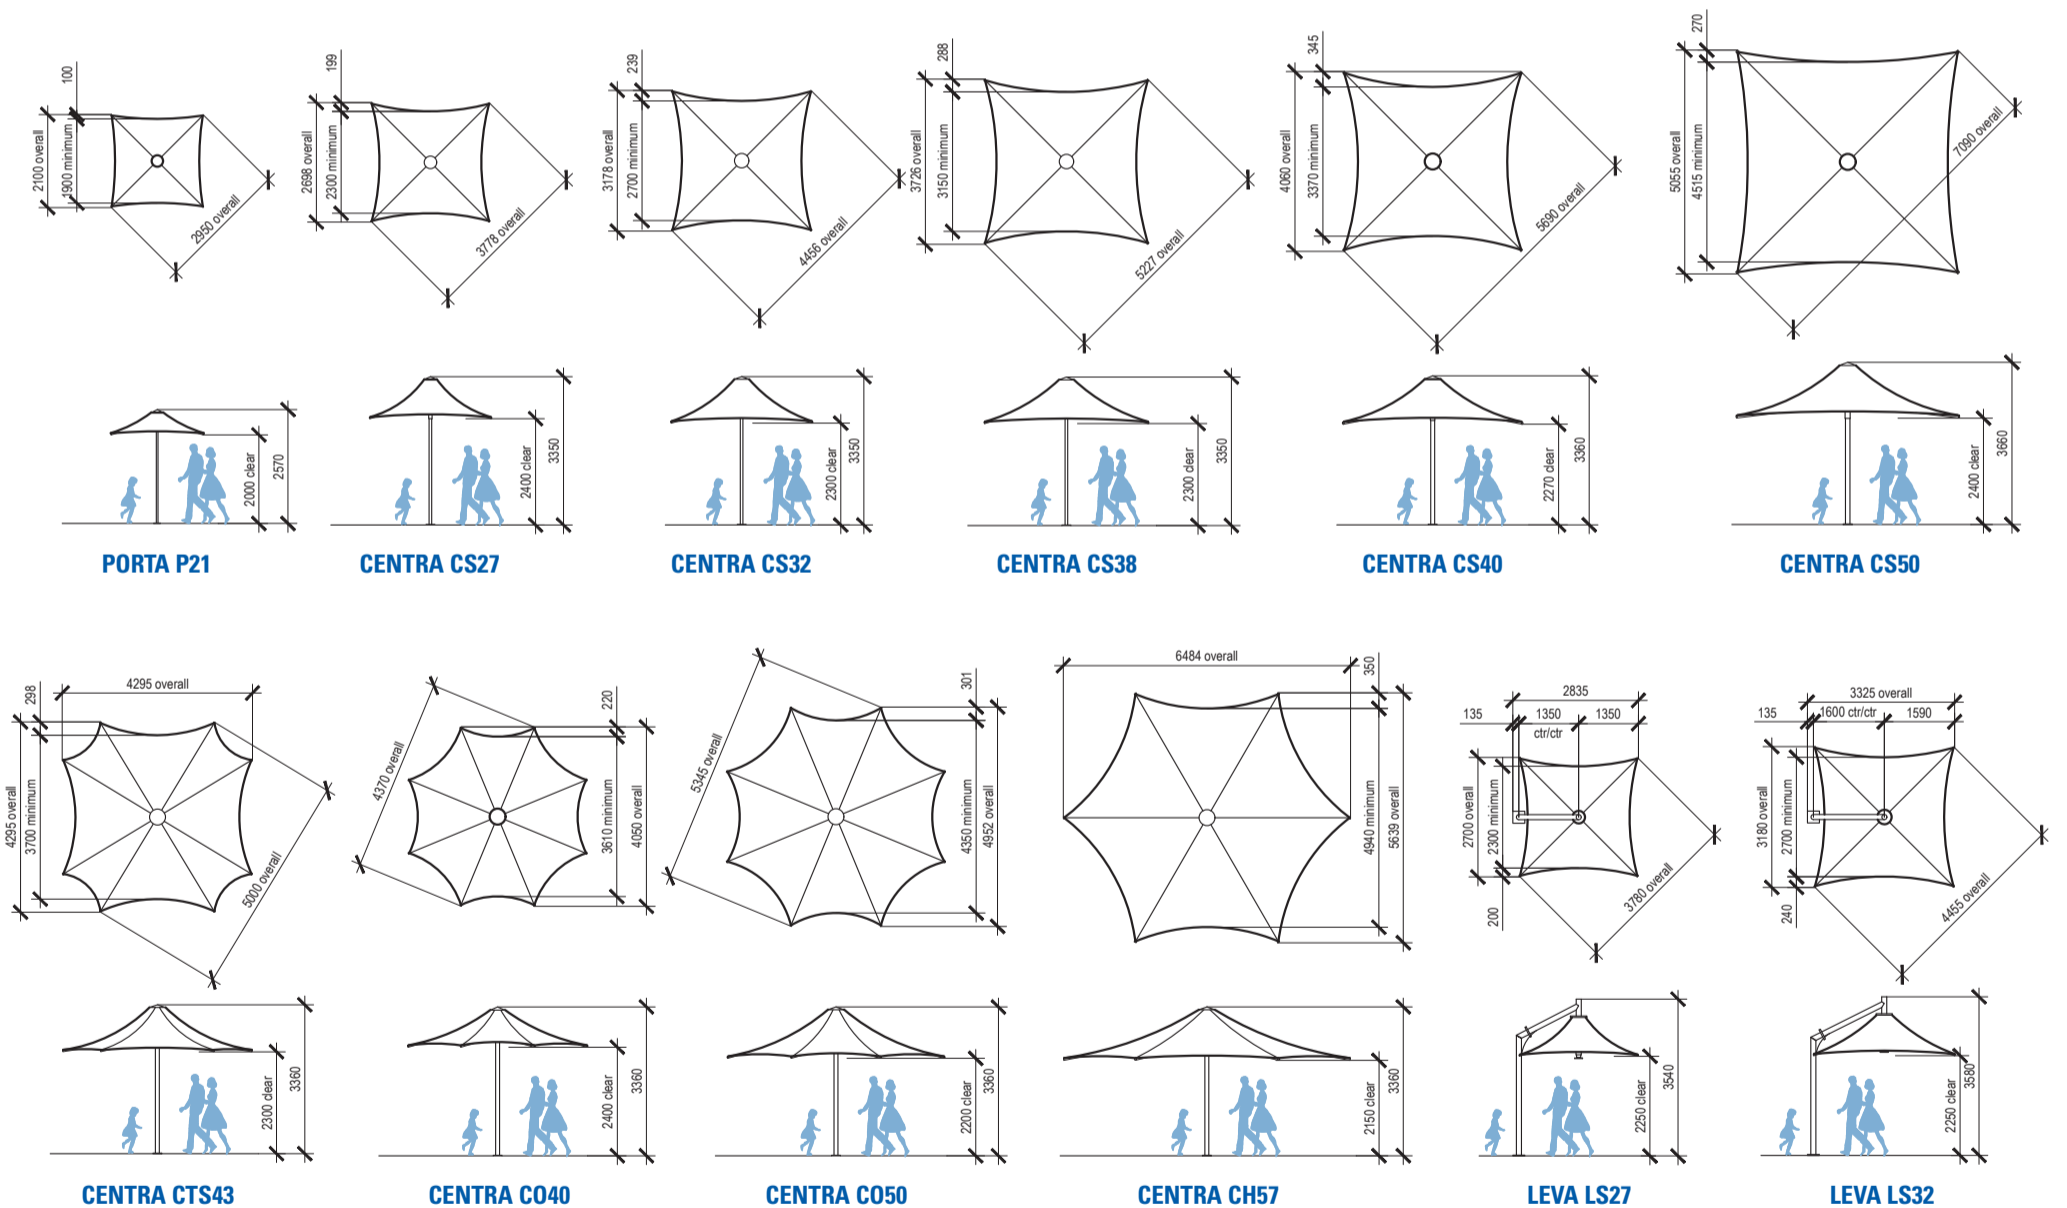 100
2100 overall
1900 minimum
2950 overall
2000 clear
2570
PORTA P21
199
2698 overall
2300 minimum
3778 overall
2400 clear
3350
CENTRA CS27
239
3178 overall
2700 minimum
4456 overall
2300 clear
3350
CENTRA CS32
288
3726 overall
3150 minimum
5227 overall
2300 clear
3350
CENTRA CS38
345
4060 overall
3370 minimum
5690 overall
2270 clear
3360
CENTRA CS40
270
5055 overall
4515 minimum
7090 overall
2400 clear
3660
CENTRA CS50
4295 overall
298
4295 overall
3700 minimum
5000 overall
2300 clear
3360
CENTRA CTS43
4370 overall
220
3610 minimum
4050 overall
2400 clear
3360
CENTRA CO40
5345 overall
301
4350 minimum
4952 overall
2200 clear
3360
CENTRA CO50
6484 overall
350
4940 minimum
5639 overall
2150 clear
3360
CENTRA CH57
2835
135
1350
1350
ctr/ctr
2700 overall
2300 minimum
200
3780 overall
2250 clear
3540
LEVA LS27
3325 overall
135
1600 ctr/ctr
1590
3180 overall
2700 minimum
240
4455 overall
2250 clear
3580
LEVA LS32